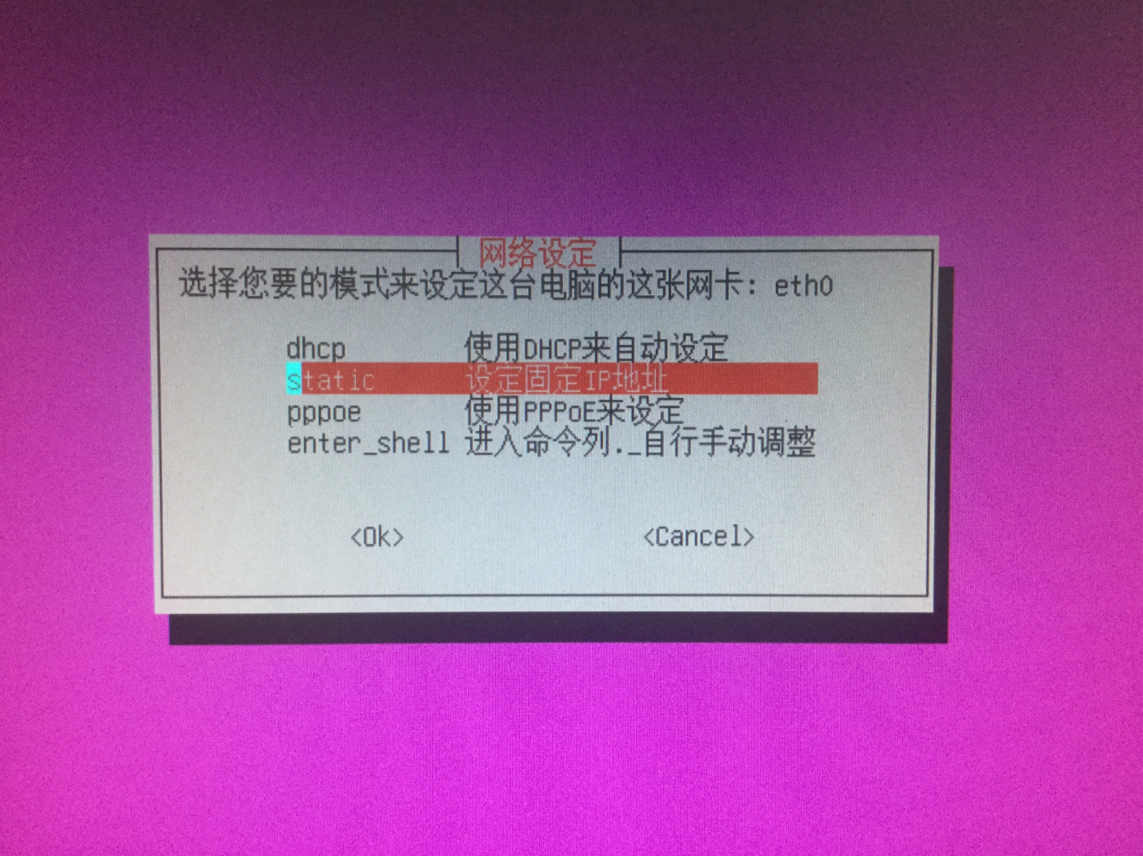 网络设定
选择您要的模式来设定这台电脑的这张网卡: eth0
dhcp 使用DHCP来自动设定
static 设定固定IP地址
pppoe 使用PPPoE来设定
enter_shell 进入命令列._自行手动调整
<Ok> <Cancel>